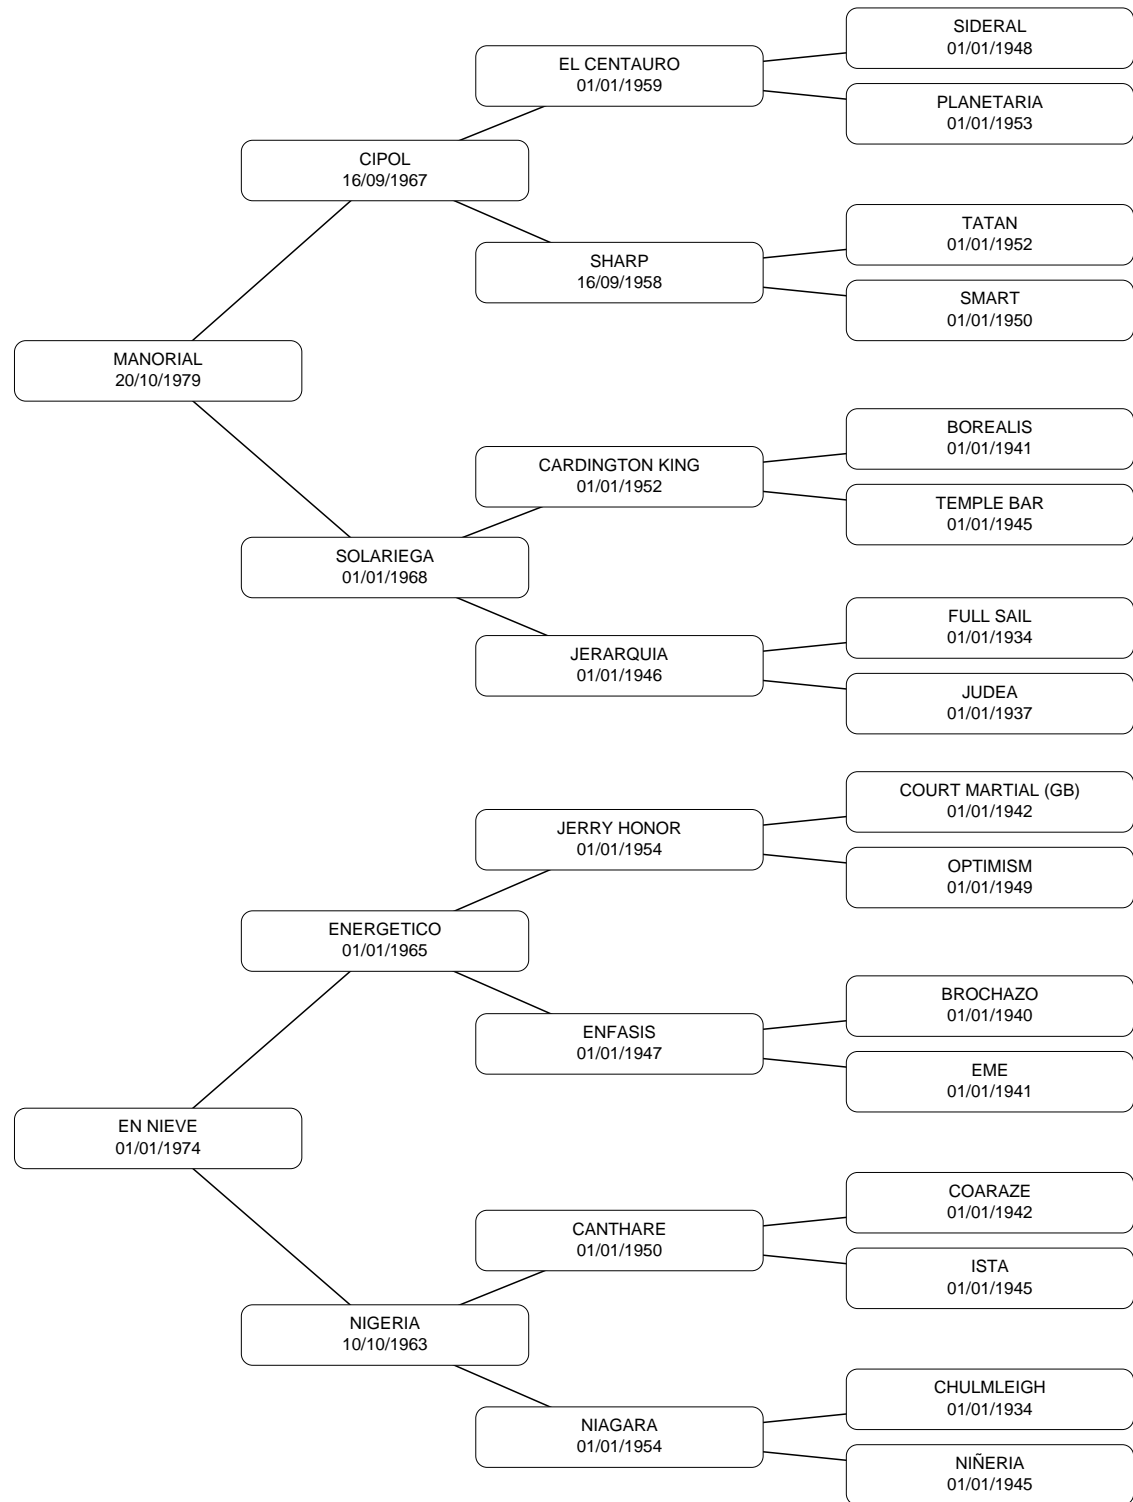 SIDERAL
01/01/1948
EL CENTAURO
01/01/1959
PLANETARIA
01/01/1953
CIPOL
16/09/1967
TATAN
01/01/1952
SHARP
16/09/1958
SMART
01/01/1950
MANORIAL
20/10/1979
BOREALIS
01/01/1941
CARDINGTON KING
01/01/1952
TEMPLE BAR
01/01/1945
SOLARIEGA
01/01/1968
FULL SAIL
01/01/1934
JERARQUIA
01/01/1946
JUDEA
01/01/1937
COURT MARTIAL (GB)
01/01/1942
JERRY HONOR
01/01/1954
OPTIMISM
01/01/1949
ENERGETICO
01/01/1965
BROCHAZO
01/01/1940
ENFASIS
01/01/1947
EME
01/01/1941
EN NIEVE
01/01/1974
COARAZE
01/01/1942
CANTHARE
01/01/1950
ISTA
01/01/1945
NIGERIA
10/10/1963
CHULMLEIGH
01/01/1934
NIAGARA
01/01/1954
NIÑERIA
01/01/1945